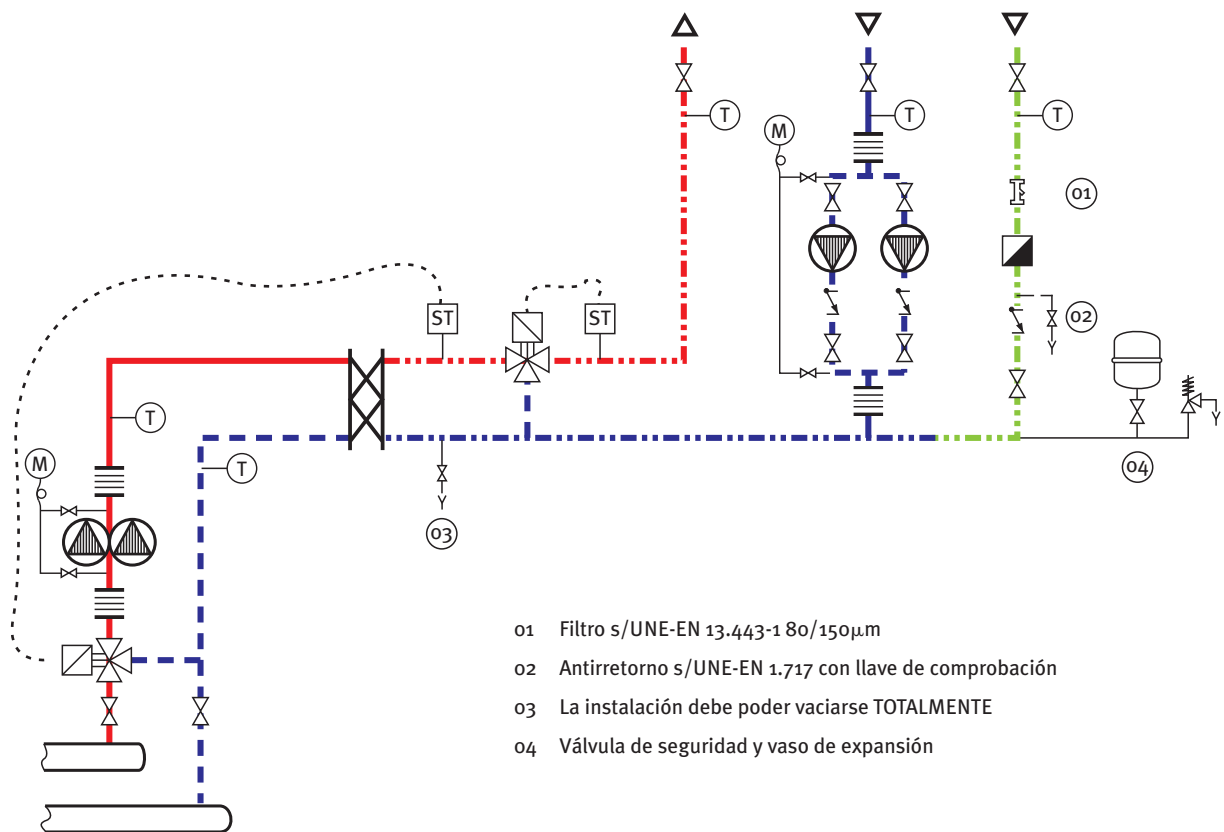 T
T
T
M
01
02
ST
ST
T
M
T
04
03
01 Filtro s/UNE-EN 13.443-1 80/150µm
02 Antirretorno s/UNE-EN 1.717 con llave de comprobación
03 La instalación debe poder vaciarse TOTALMENTE
04 Válvula de seguridad y vaso de expansión